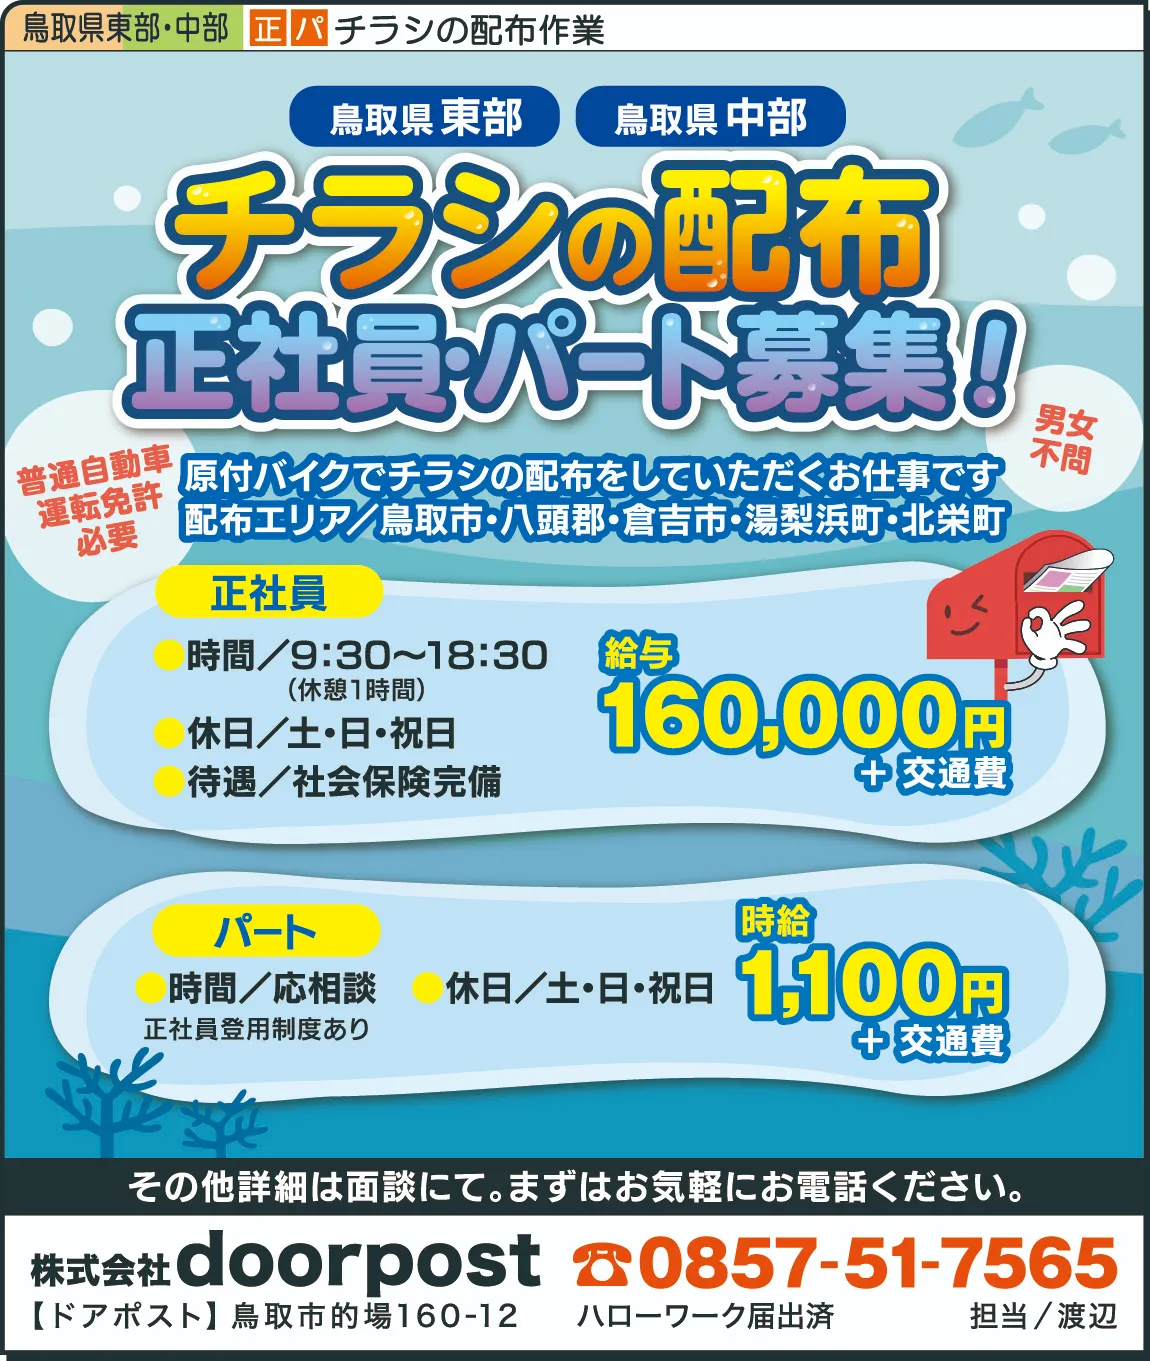 鳥取県東部・中部 正 パ チラシの配布作業
鳥取県 東部 鳥取県 中部
チラシの配布
正社員・パート募集！
普通自動車
運転免許
必要
男女
不問
原付バイクでチラシの配布をしていただくお仕事です
配布エリア／鳥取市・八頭郡・倉吉市・湯梨浜町・北栄町
正社員
●時間／9：30〜18：30
（休憩1時間）
●休日／土・日・祝日
●待遇／社会保険完備
給与
160,000円
＋ 交通費
パート
●時間／応相談 ●休日／土・日・祝日
正社員登用制度あり
時給
1,100円
＋ 交通費
その他詳細は面談にて。まずはお気軽にお電話ください。
株式会社doorpost ☎0857-51-7565
【ドアポスト】鳥取市的場160-12 ハローワーク届出済 担当／渡辺